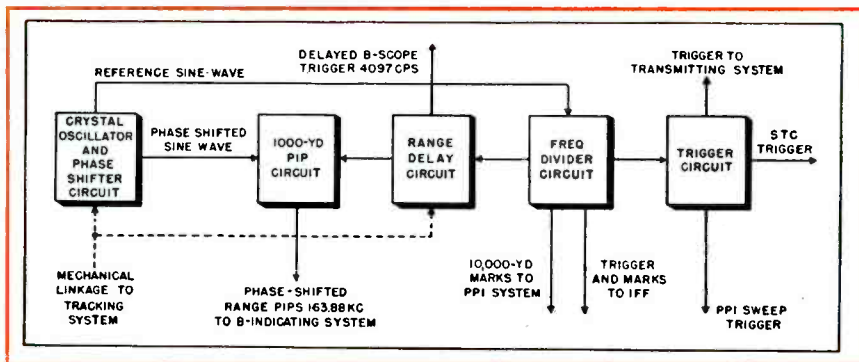 DELAYED B-SCOPE
TRIGGER 4097 CPS
TRIGGER TO
TRANSMITTING SYSTEM
REFERENCE SINE-WAVE
CRYSTAL
OSCILLATOR
AND
PHASE
SHIFTER
CIRCUIT
PHASE SHIFTED
SINE WAVE
1000-YD
PIP
CIRCUIT
RANGE
DELAY
CIRCUIT
FREQ
DIVIDER
CIRCUIT
TRIGGER
CIRCUIT
STC
TRIGGER
MECHANICAL
LINKAGE TO
TRACKING
SYSTEM
PHASE-SHIFTED
RANGE PIPS 163.88KC
TO B-INDICATING SYSTEM
10,000-YD
MARKS TO
PPI SYSTEM
TRIGGER
AND MARKS
TO IFF
PPI SWEEP
TRIGGER